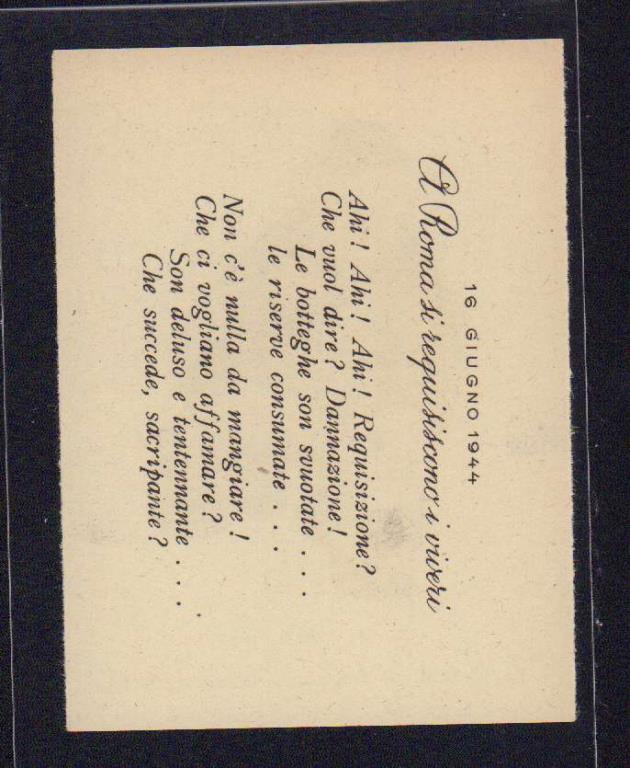 16 GIUGNO 1944
A Roma si requisiscono i viveri
Ahi! Ahi! Ahi! Requisizione?
Che vuol dire? Dannazione!
Le botteghe son svuotate . . .
le riserve consumate . . .
Non c'è nulla da mangiare!
Che ci vogliano affamare?
Son deluso e tentennante . . .
Che succede, sacripante?